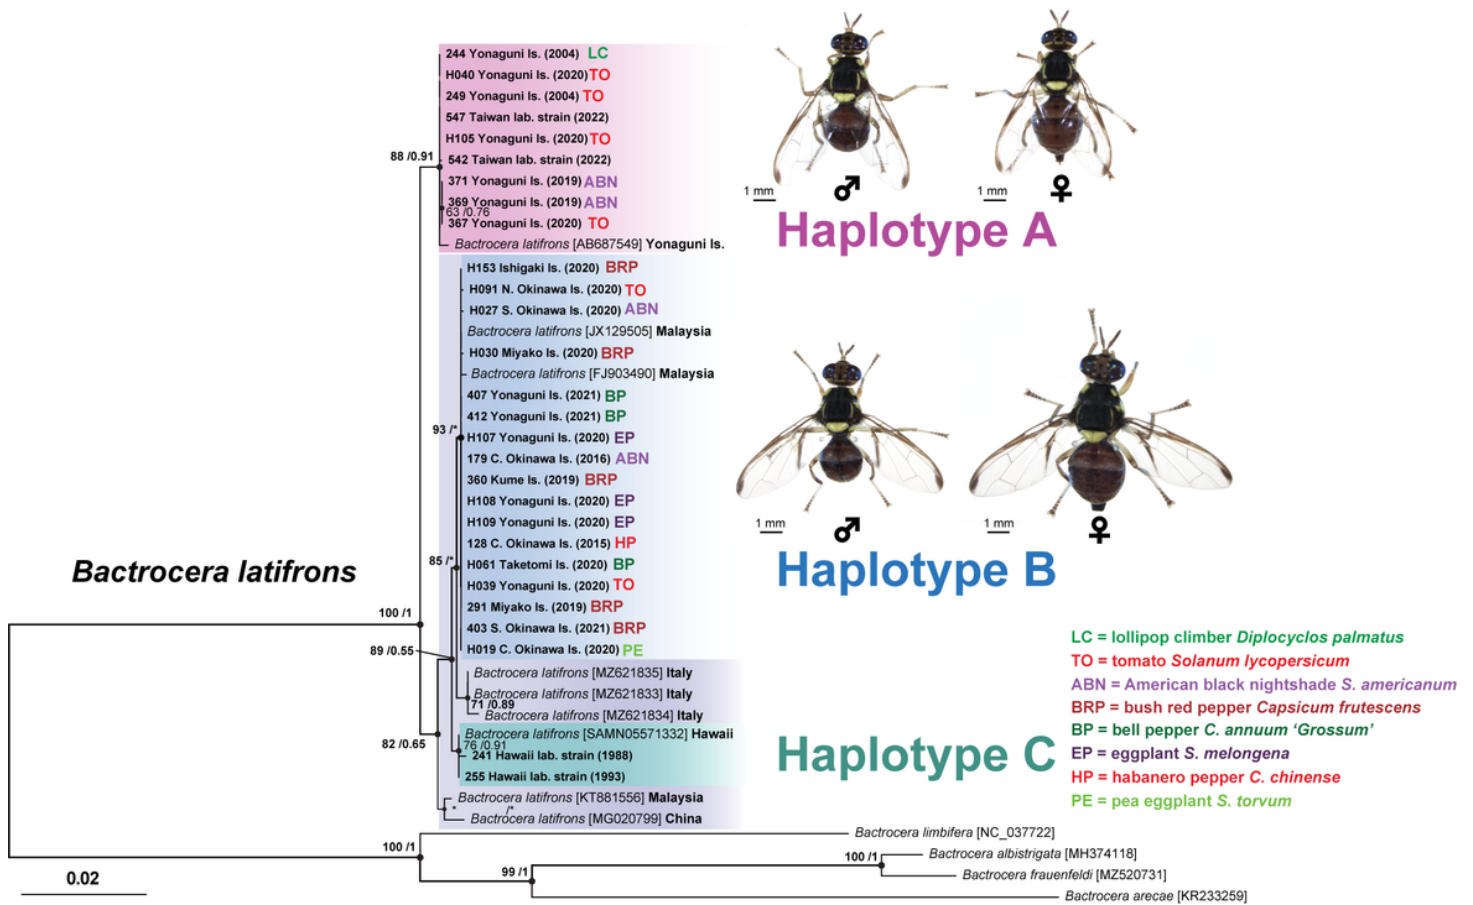 244 Yonaguni Is. (2004) LC
H040 Yonaguni Is. (2020) TO
249 Yonaguni Is. (2004) TO
547 Taiwan lab. strain (2022)
H105 Yonaguni Is. (2020) TO
88 /0.91
542 Taiwan lab. strain (2022)
371 Yonaguni Is. (2019) ABN
369 Yonaguni Is. (2019) ABN
63 /0.76
367 Yonaguni Is. (2020) TO
Bactrocera latifrons [AB687549] Yonaguni Is.
1 mm
♂
1 mm
♀
Haplotype A
H153 Ishigaki Is. (2020) BRP
H091 N. Okinawa Is. (2020) TO
H027 S. Okinawa Is. (2020) ABN
Bactrocera latifrons [JX129505] Malaysia
H030 Miyako Is. (2020) BRP
Bactrocera latifrons [FJ903490] Malaysia
407 Yonaguni Is. (2021) BP
412 Yonaguni Is. (2021) BP
93 /*
H107 Yonaguni Is. (2020) EP
179 C. Okinawa Is. (2016) ABN
360 Kume Is. (2019) BRP
H108 Yonaguni Is. (2020) EP
H109 Yonaguni Is. (2020) EP
128 C. Okinawa Is. (2015) HP
85 /*
H061 Taketomi Is. (2020) BP
H039 Yonaguni Is. (2020) TO
291 Miyako Is. (2019) BRP
403 S. Okinawa Is. (2021) BRP
H019 C. Okinawa Is. (2020) PE
1 mm
♂
1 mm
♀
Haplotype B
Bactrocera latifrons
100 /1
89 /0.55
Bactrocera latifrons [MZ621835] Italy
Bactrocera latifrons [MZ621833] Italy
71 /0.89
Bactrocera latifrons [MZ621834] Italy
Bactrocera latifrons [SAMN05571332] Hawaii
82 /0.65
76 /0.91
241 Hawaii lab. strain (1988)
255 Hawaii lab. strain (1993)
Haplotype C
Bactrocera latifrons [KT881556] Malaysia
* /*
Bactrocera latifrons [MG020799] China
LC = lollipop climber Diplocyclos palmatus
TO = tomato Solanum lycopersicum
ABN = American black nightshade S. americanum
BRP = bush red pepper Capsicum frutescens
BP = bell pepper C. annuum ‘Grossum’
EP = eggplant S. melongena
HP = habanero pepper C. chinense
PE = pea eggplant S. torvum
Bactrocera limbifera [NC_037722]
100 /1
100 /1
Bactrocera albistrigata [MH374118]
99 /1
Bactrocera frauenfeldi [MZ520731]
Bactrocera arecae [KR233259]
0.02